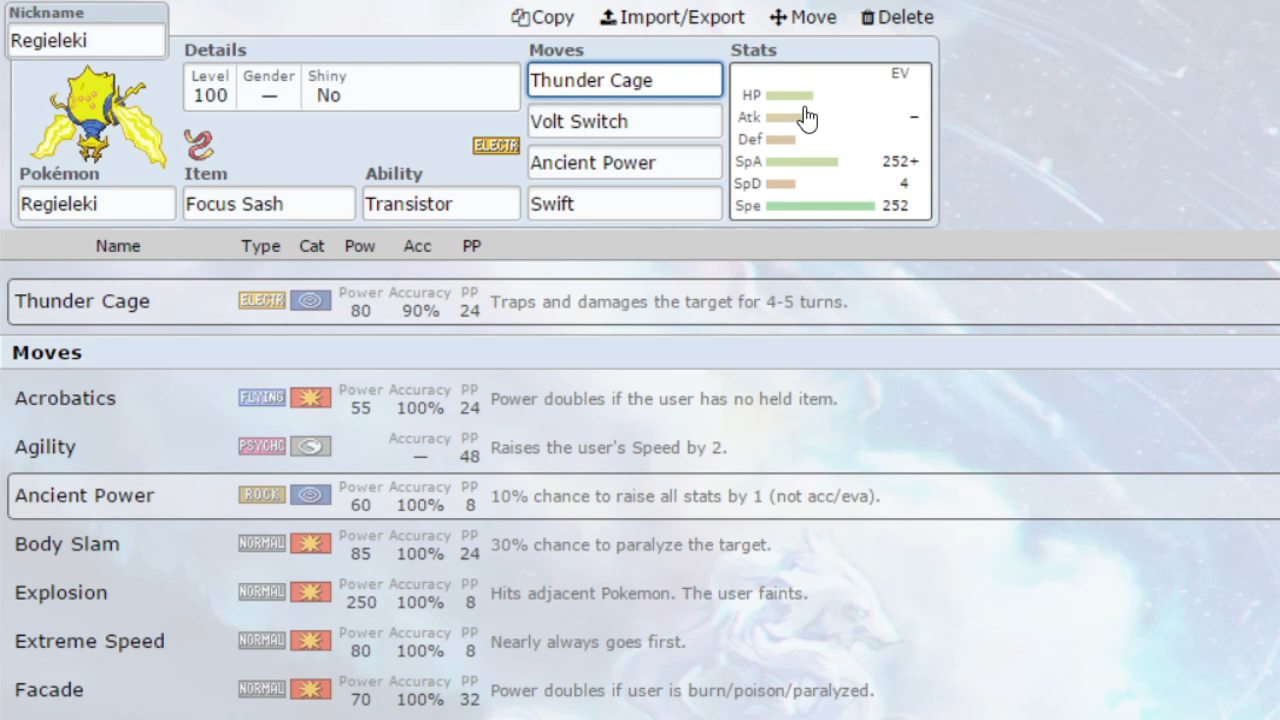 Nickname
Regieleki
Copy Import/Export Move Delete
Details
Level Gender Shiny
100 — No
ELECTR
Pokémon Item Ability
Regieleki Focus Sash Transistor
Moves
Thunder Cage
Volt Switch
Ancient Power
Swift
Stats
EV
HP
Atk –
Def
SpA 252+
SpD 4
Spe 252
Name Type Cat Pow Acc PP
Thunder Cage ELECTR Power 80 Accuracy 90% PP 24 Traps and damages the target for 4-5 turns.
Moves
Acrobatics FLYING Power 55 Accuracy 100% PP 24 Power doubles if the user has no held item.
Agility PSYCHC Accuracy — PP 48 Raises the user's Speed by 2.
Ancient Power ROCK Power 60 Accuracy 100% PP 8 10% chance to raise all stats by 1 (not acc/eva).
Body Slam NORMAL Power 85 Accuracy 100% PP 24 30% chance to paralyze the target.
Explosion NORMAL Power 250 Accuracy 100% PP 8 Hits adjacent Pokemon. The user faints.
Extreme Speed NORMAL Power 80 Accuracy 100% PP 8 Nearly always goes first.
Facade NORMAL Power 70 Accuracy 100% PP 32 Power doubles if user is burn/poison/paralyzed.